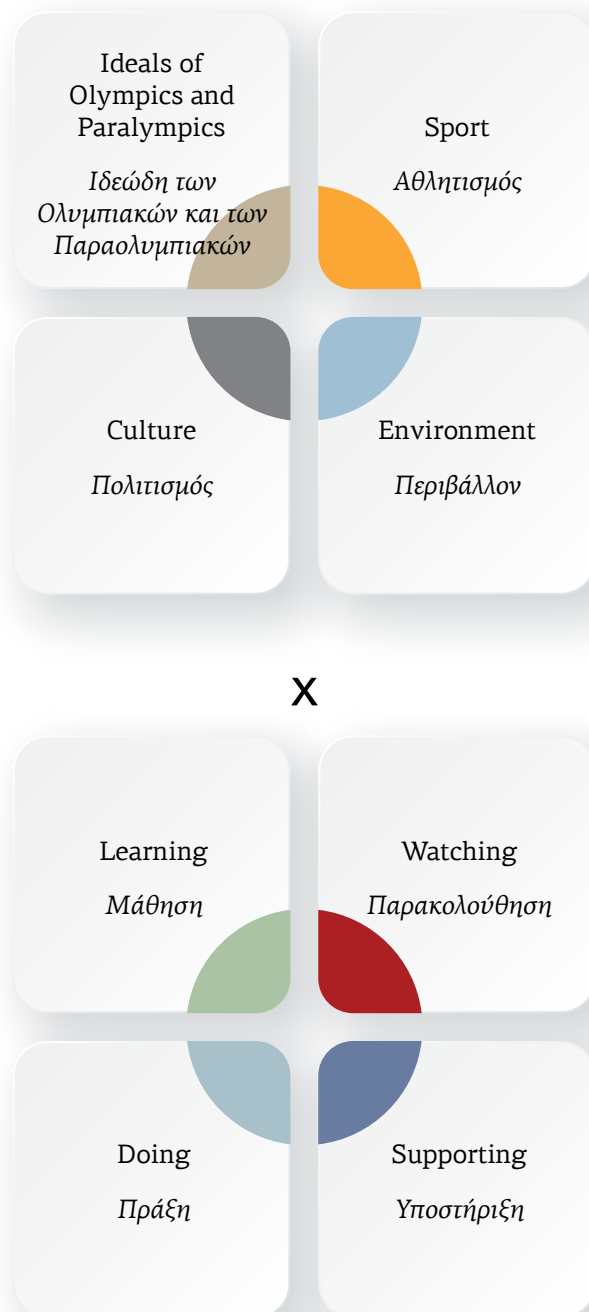 Ideals of
Olympics and
Paralympics
Ιδεώδη των
Ολυμπιακών και των
Παραολυμπιακών
Sport
Αθλητισμός
Culture
Πολιτισμός
Environment
Περιβάλλον
x
Learning
Μάθηση
Watching
Παρακολούθηση
Doing
Πράξη
Supporting
Υποστήριξη